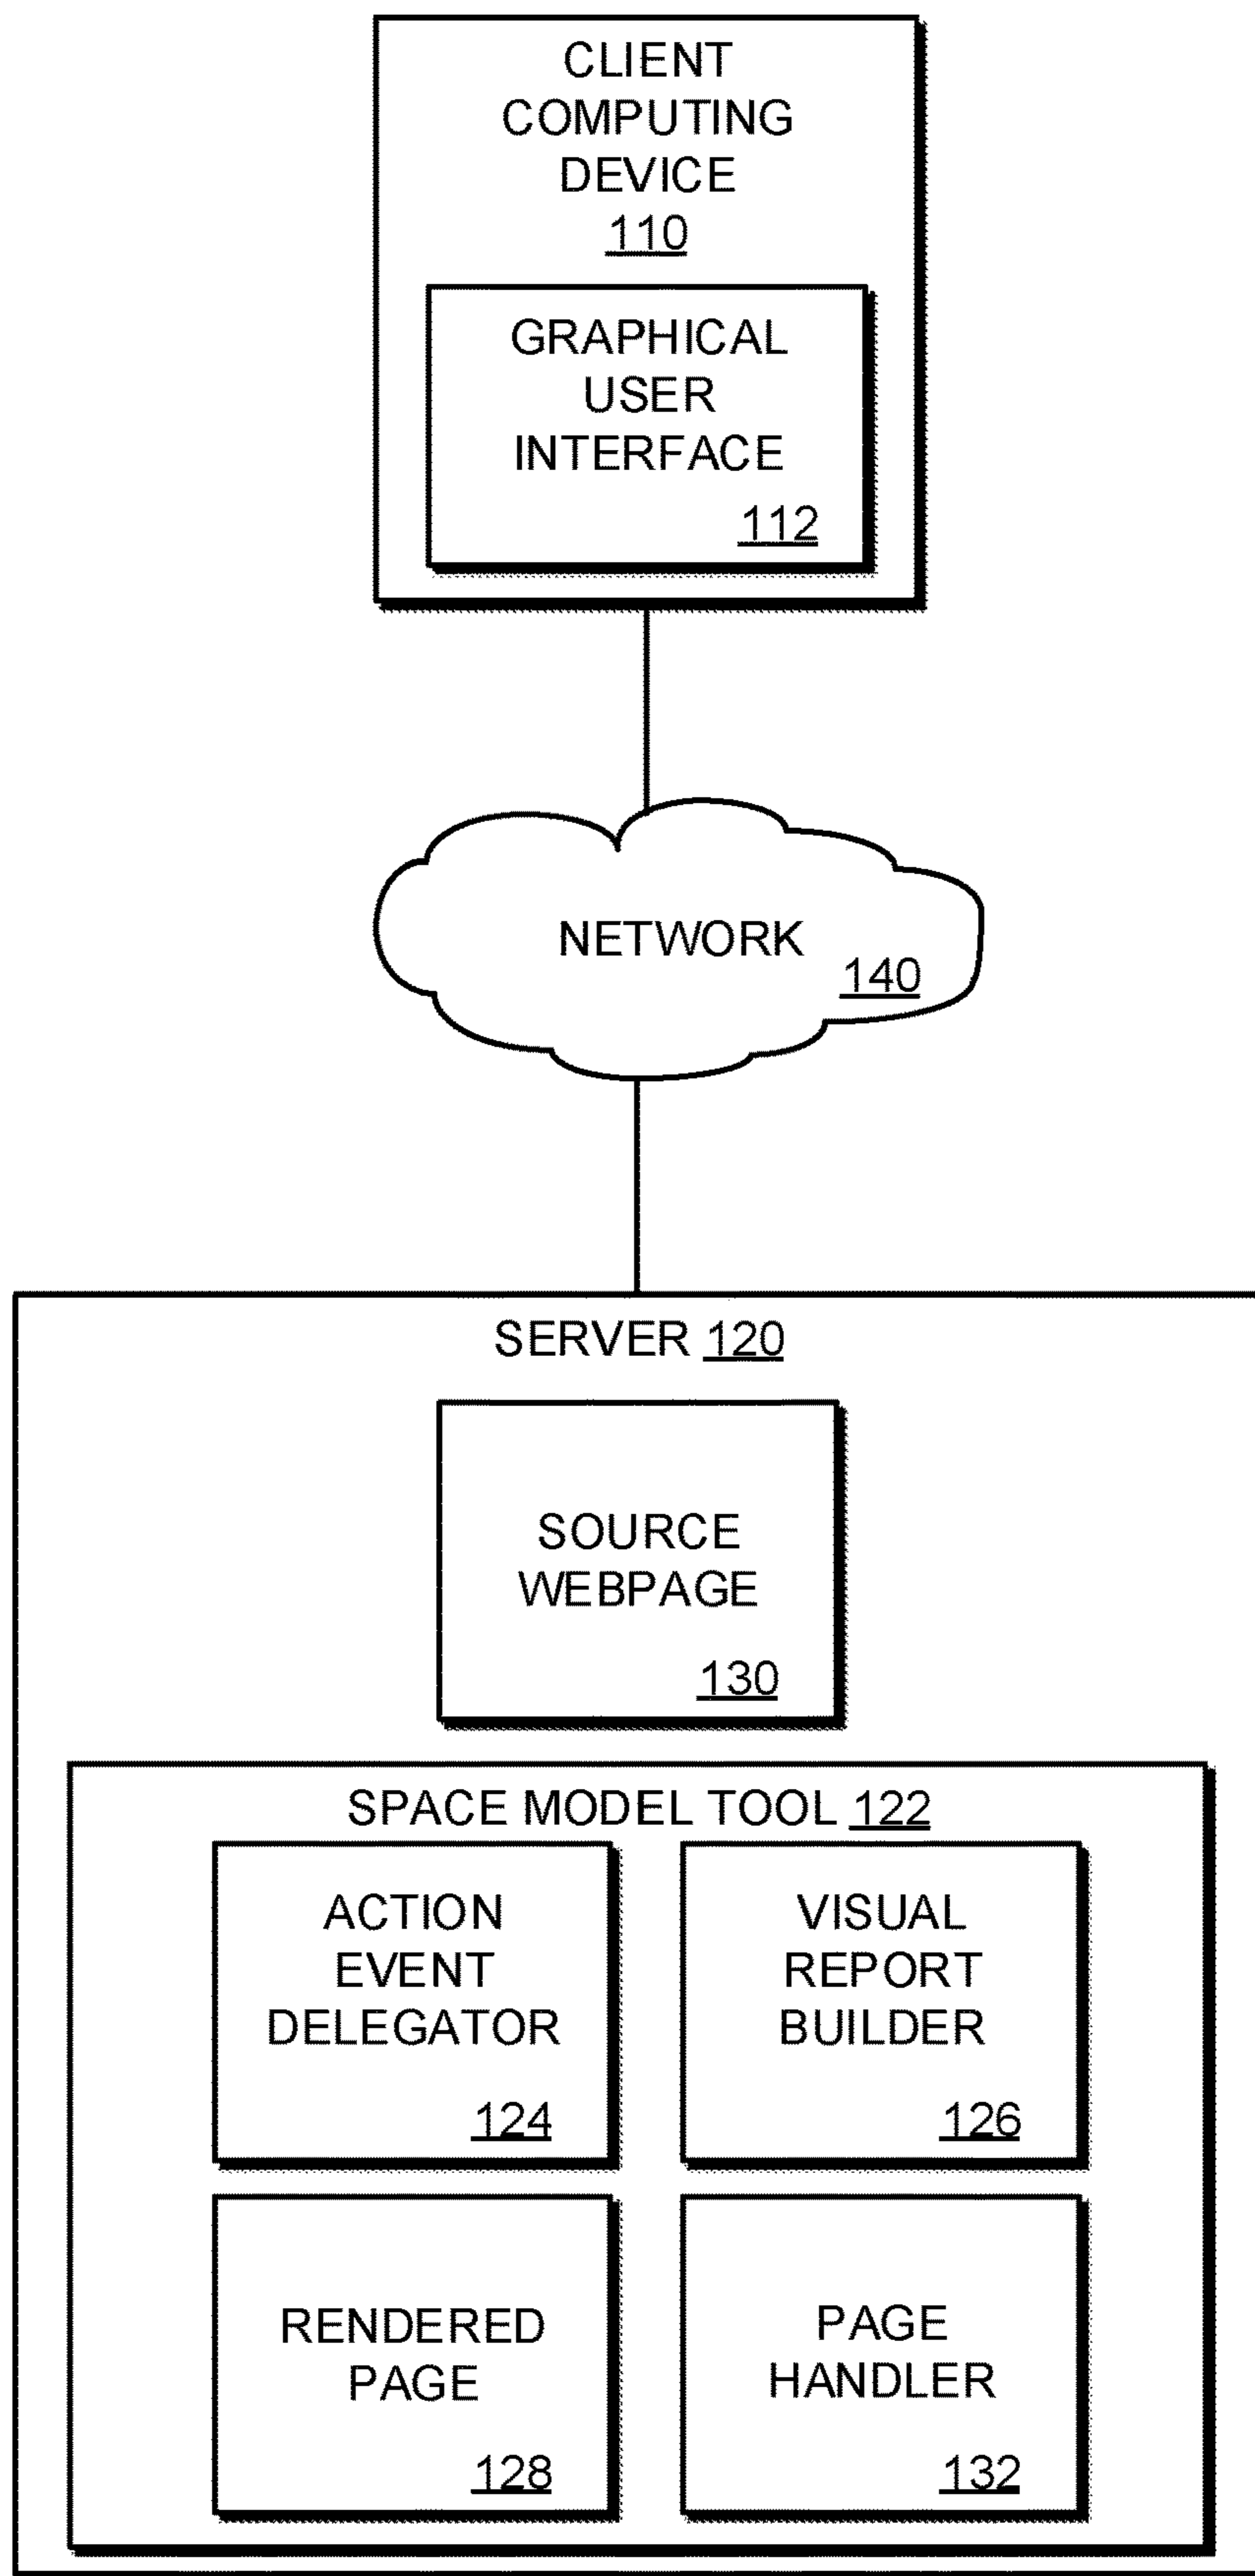 CLIENT
COMPUTING
DEVICE
110
GRAPHICAL
USER
INTERFACE
112
NETWORK
140
SERVER 120
SOURCE
WEBPAGE
130
SPACE MODEL TOOL 122
ACTION
EVENT
DELEGATOR
124
VISUAL
REPORT
BUILDER
126
RENDERED
PAGE
128
PAGE
HANDLER
132